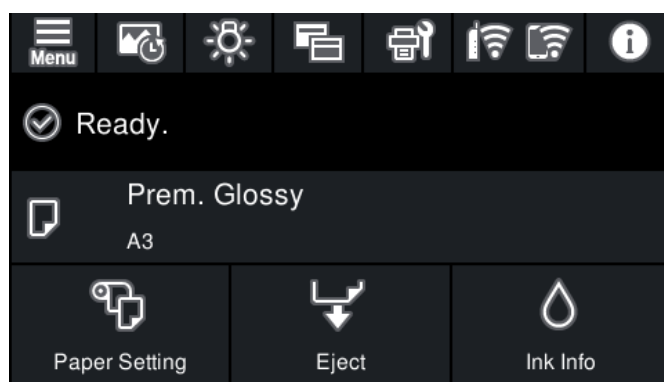 Menu
Ready.
Prem. Glossy
A3
Paper Setting
Eject
Ink Info